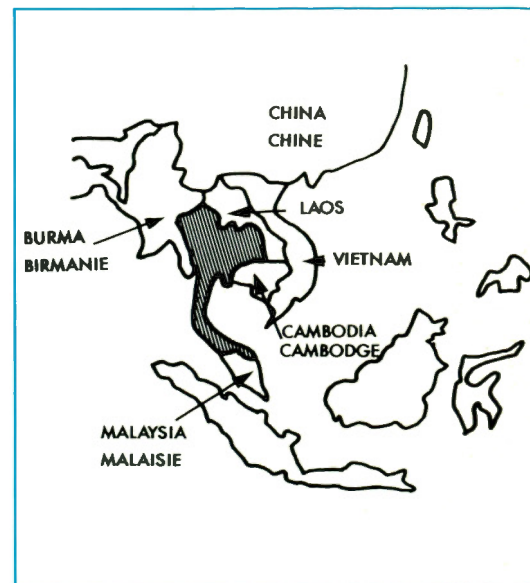 CHINA
CHINE
LAOS
BURMA
BIRMANIE
VIETNAM
CAMBODIA
CAMBODGE
MALAYSIA
MALAISIE